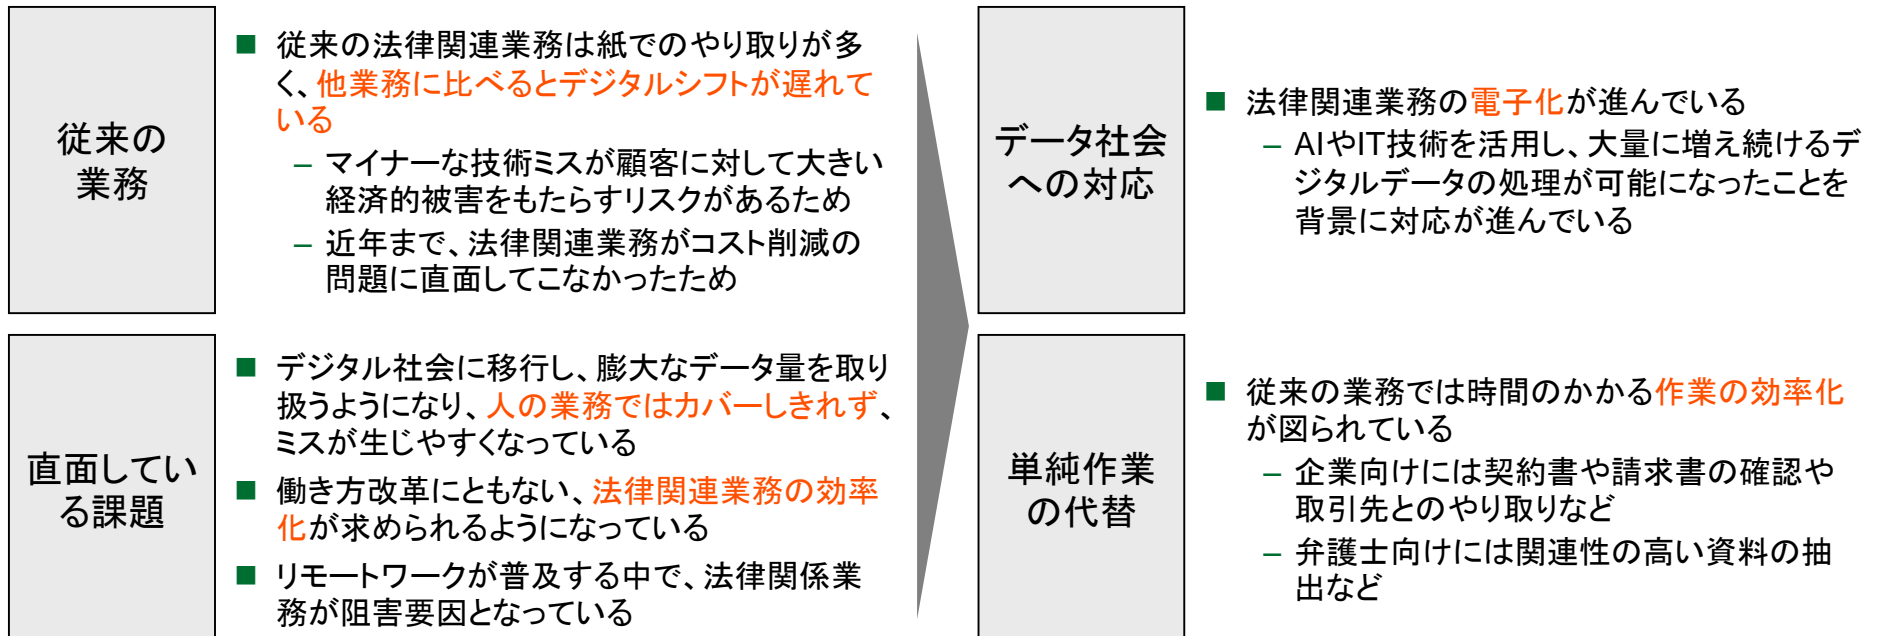 従来の
業務
■ 従来の法律関連業務は紙でのやり取りが多
く、他業務に比べるとデジタルシフトが遅れて
いる
– マイナーな技術ミスが顧客に対して大きい
経済的被害をもたらすリスクがあるため
– 近年まで、法律関連業務がコスト削減の
問題に直面してこなかったため
直面してい
る課題
■ デジタル社会に移行し、膨大なデータ量を取り
扱うようになり、人の業務ではカバーしきれず、
ミスが生じやすくなっている
■ 働き方改革にともない、法律関連業務の効率
化が求められるようになっている
■ リモートワークが普及する中で、法律関係業
務が阻害要因となっている
データ社会
への対応
■ 法律関連業務の電子化が進んでいる
– AIやIT技術を活用し、大量に増え続けるデ
ジタルデータの処理が可能になったことを
背景に対応が進んでいる
単純作業
の代替
■ 従来の業務では時間のかかる作業の効率化
が図られている
– 企業向けには契約書や請求書の確認や
取引先とのやり取りなど
– 弁護士向けには関連性の高い資料の抽
出など